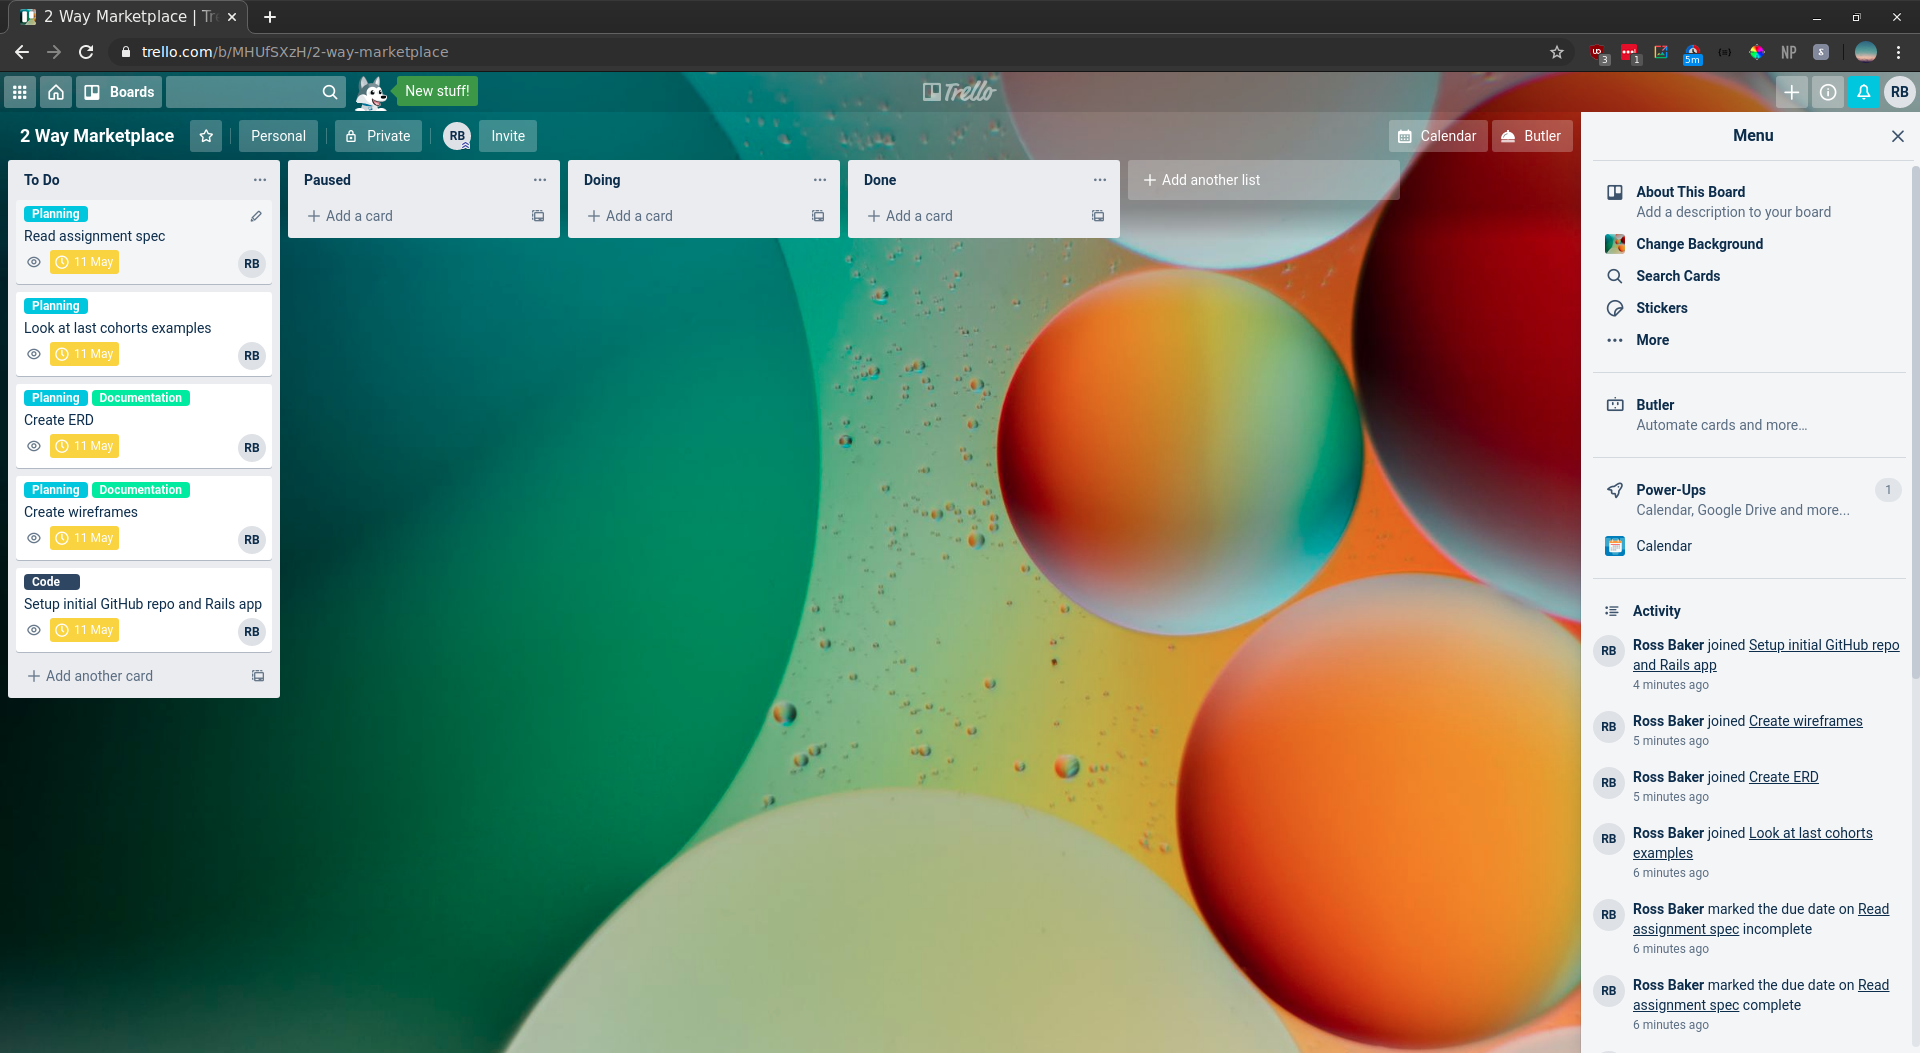 2 Way Marketplace | Tr
trello.com/b/MHUfSXzH/2-way-marketplace
3
1
5m
NP
S
Boards
New stuff!
Trello
RB
2 Way Marketplace
Personal
Private
RB
Invite
Calendar
Butler
To Do
Planning
Read assignment spec
11 May
RB
Planning
Look at last cohorts examples
11 May
RB
Planning Documentation
Create ERD
11 May
RB
Planning Documentation
Create wireframes
11 May
RB
Code
Setup initial GitHub repo and Rails app
11 May
RB
Add another card
Paused
Add a card
Doing
Add a card
Done
Add a card
Add another list
Menu
About This Board
Add a description to your board
Change Background
Search Cards
Stickers
More
Butler
Automate cards and more...
Power-Ups 1
Calendar, Google Drive and more...
Calendar
Activity
RB
Ross Baker joined Setup initial GitHub repo
and Rails app
4 minutes ago
RB
Ross Baker joined Create wireframes
5 minutes ago
RB
Ross Baker joined Create ERD
5 minutes ago
RB
Ross Baker joined Look at last cohorts
examples
6 minutes ago
RB
Ross Baker marked the due date on Read
assignment spec incomplete
6 minutes ago
RB
Ross Baker marked the due date on Read
assignment spec complete
6 minutes ago